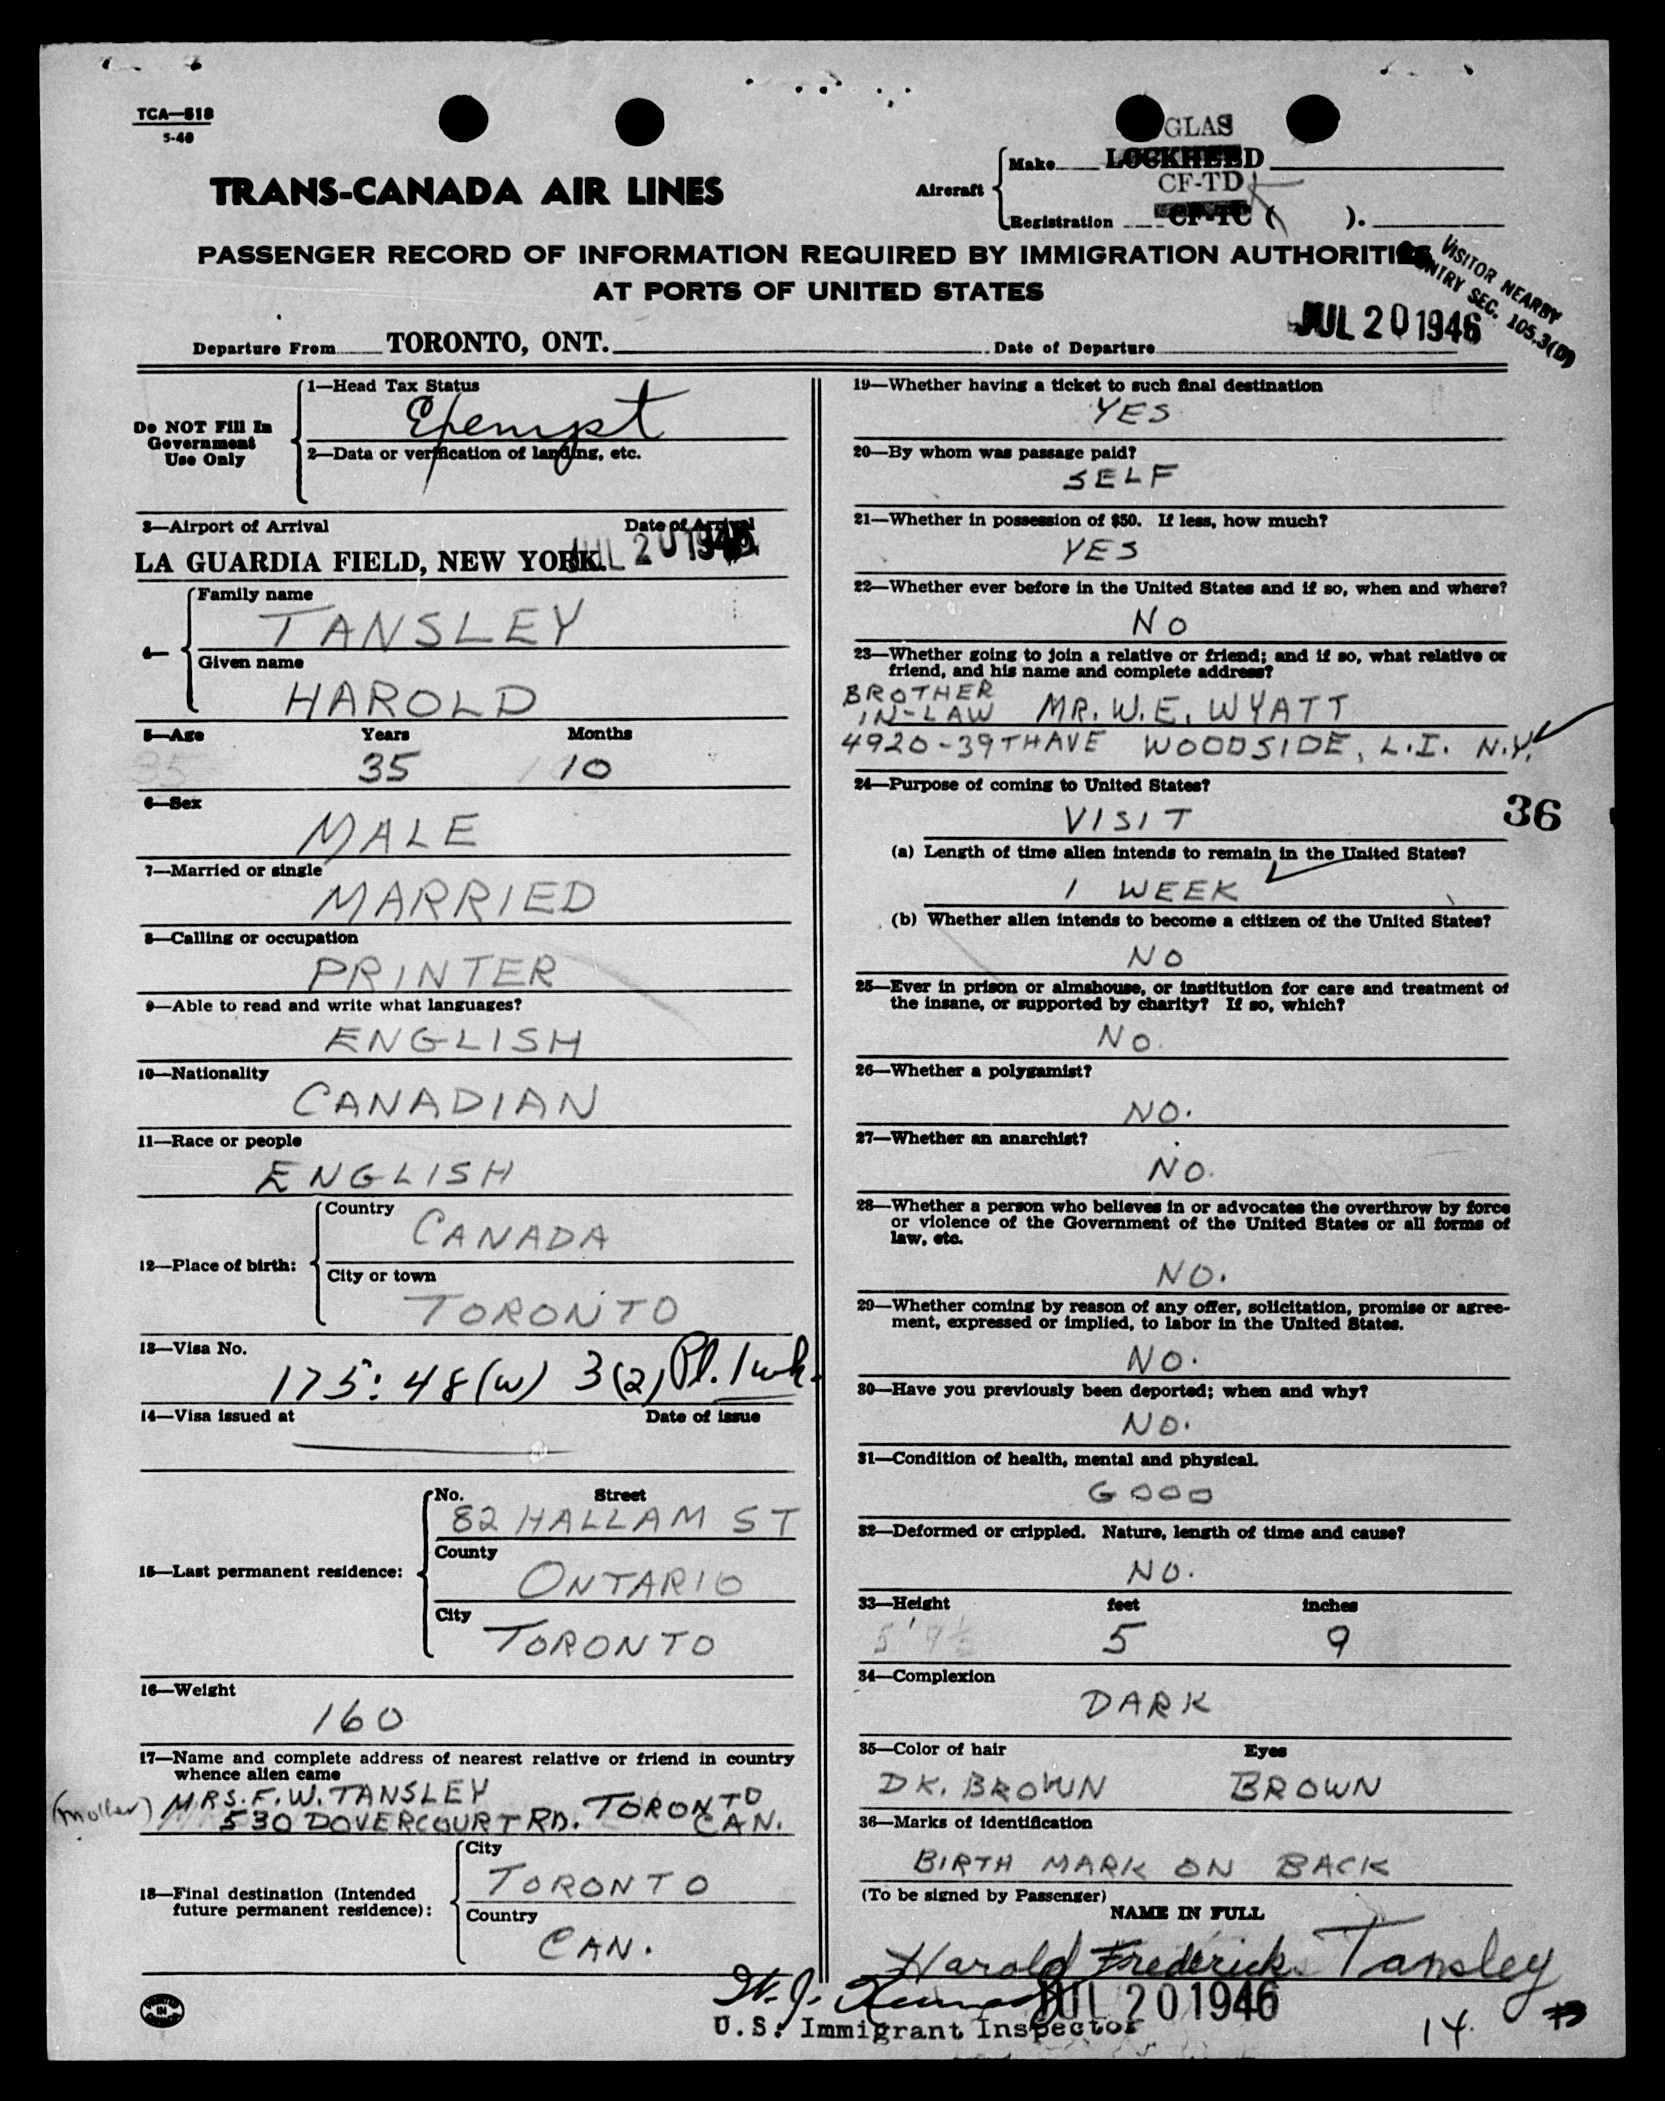 TCA—518
5-40
GLAS
Make LOCKHEED
CF-TD
Aircraft
Registration CF-TC ( ).
TRANS-CANADA AIR LINES
PASSENGER RECORD OF INFORMATION REQUIRED BY IMMIGRATION AUTHORITIES
AT PORTS OF UNITED STATES
VISITOR NEARBY
SEC. 105.3(D)
Departure From TORONTO, ONT. Date of Departure JUL 20 1946
Do NOT Fill In
Government
Use Only
1—Head Tax Status
Exempt
2—Data or verification of landing, etc.
3—Airport of Arrival Date of Arrival
LA GUARDIA FIELD, NEW YORK. JUL 20 1946
4—
Family name
TANSLEY
Given name
HAROLD
5—Age Years Months
35 35 10
6—Sex
MALE
7—Married or single
MARRIED
8—Calling or occupation
PRINTER
9—Able to read and write what languages?
ENGLISH
10—Nationality
CANADIAN
11—Race or people
ENGLISH
12—Place of birth:
Country
CANADA
City or town
TORONTO
13—Visa No.
175:48(w) 3(2) Pl. 1 wk.
14—Visa issued at Date of issue
15—Last permanent residence:
No. Street
82 HALLAM ST
County
ONTARIO
City
TORONTO
16—Weight
160
17—Name and complete address of nearest relative or friend in country
whence alien came
(mother) MRS. F. W. TANSLEY
530 DOVERCOURT RD. TORONTO
CAN.
18—Final destination (Intended
future permanent residence):
City
TORONTO
Country
CAN.
19—Whether having a ticket to such final destination
YES
20—By whom was passage paid?
SELF
21—Whether in possession of $50. If less, how much?
YES
22—Whether ever before in the United States and if so, when and where?
NO
23—Whether going to join a relative or friend; and if so, what relative or
friend, and his name and complete address?
BROTHER
IN-LAW MR. W. E. WYATT
4920-39TH AVE WOODSIDE, L.I. N.Y.
24—Purpose of coming to United States?
VISIT
36
(a) Length of time alien intends to remain in the United States?
1 WEEK
(b) Whether alien intends to become a citizen of the United States?
NO
25—Ever in prison or almshouse, or institution for care and treatment of
the insane, or supported by charity? If so, which?
NO.
26—Whether a polygamist?
NO.
27—Whether an anarchist?
NO.
28—Whether a person who believes in or advocates the overthrow by force
or violence of the Government of the United States or all forms of
law, etc.
NO.
29—Whether coming by reason of any offer, solicitation, promise or agree-
ment, expressed or implied, to labor in the United States.
NO.
30—Have you previously been deported; when and why?
NO.
31—Condition of health, mental and physical.
GOOD
32—Deformed or crippled. Nature, length of time and cause?
NO.
33—Height feet inches
5' 9½ 5 9
34—Complexion
DARK
35—Color of hair Eyes
DK. BROWN BROWN
36—Marks of identification
BIRTH MARK ON BACK
(To be signed by Passenger)
NAME IN FULL
Harold Frederick Tansley
JUL 20 1946
U.S. Immigrant Inspector
14